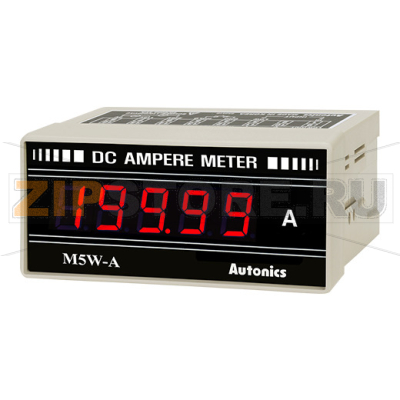 DC AMPERE METER
199.99 A
M5W-A Autonics
ZIPSTORE.RU